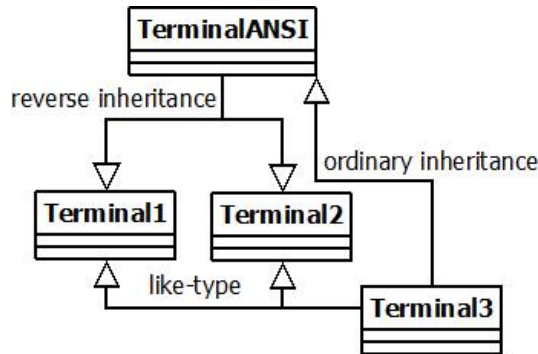 TerminalANSI
reverse inheritance
ordinary inheritance
Terminal1
Terminal2
like-type
Terminal3